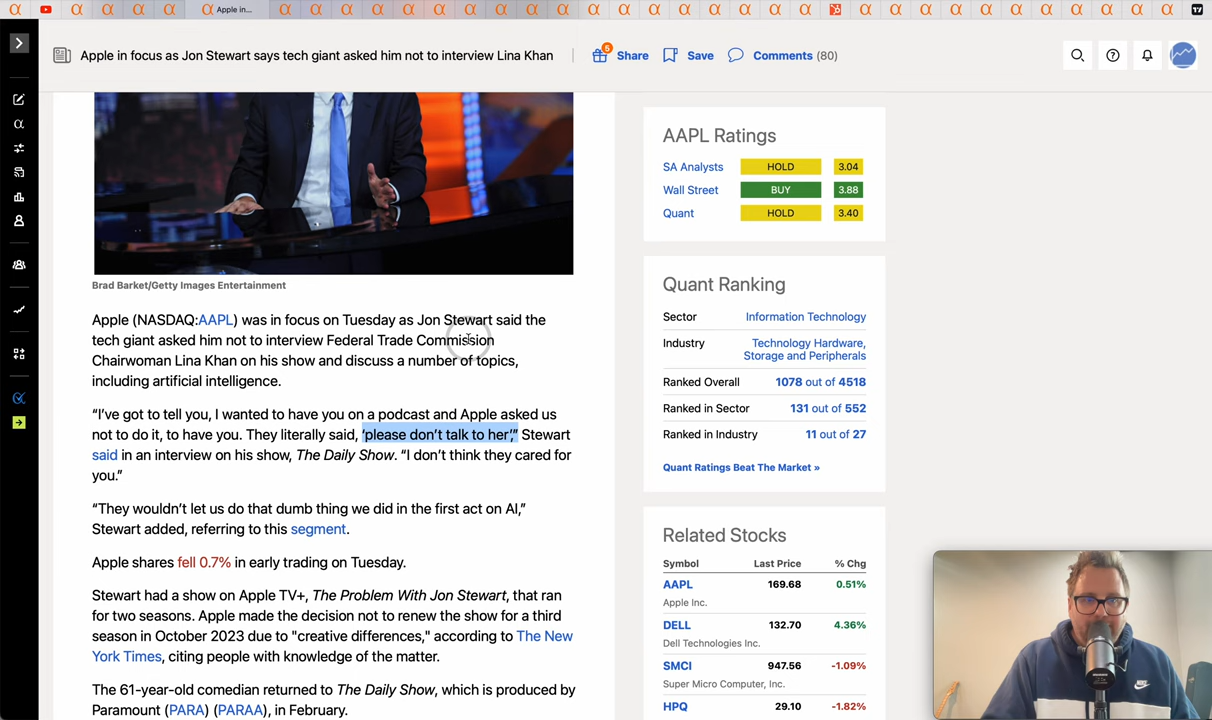 Apple in...
Apple in focus as Jon Stewart says tech giant asked him not to interview Lina Khan
5
Share
Save
Comments (80)
Brad Barket/Getty Images Entertainment
Apple (NASDAQ:AAPL) was in focus on Tuesday as Jon Stewart said the
tech giant asked him not to interview Federal Trade Commission
Chairwoman Lina Khan on his show and discuss a number of topics,
including artificial intelligence.
“I’ve got to tell you, I wanted to have you on a podcast and Apple asked us
not to do it, to have you. They literally said, ‘please don’t talk to her’,” Stewart
said in an interview on his show, The Daily Show. “I don’t think they cared for
you.”
“They wouldn’t let us do that dumb thing we did in the first act on AI,”
Stewart added, referring to this segment.
Apple shares fell 0.7% in early trading on Tuesday.
Stewart had a show on Apple TV+, The Problem With Jon Stewart, that ran
for two seasons. Apple made the decision not to renew the show for a third
season in October 2023 due to "creative differences," according to The New
York Times, citing people with knowledge of the matter.
The 61-year-old comedian returned to The Daily Show, which is produced by
Paramount (PARA) (PARAA), in February.
AAPL Ratings
SA Analysts HOLD 3.04
Wall Street BUY 3.88
Quant HOLD 3.40
Quant Ranking
Sector Information Technology
Industry Technology Hardware,
Storage and Peripherals
Ranked Overall 1078 out of 4518
Ranked in Sector 131 out of 552
Ranked in Industry 11 out of 27
Quant Ratings Beat The Market »
Related Stocks
Symbol Last Price % Chg
AAPL 169.68 0.51%
Apple Inc.
DELL 132.70 4.36%
Dell Technologies Inc.
SMCI 947.56 -1.09%
Super Micro Computer, Inc.
HPQ 29.10 -1.82%